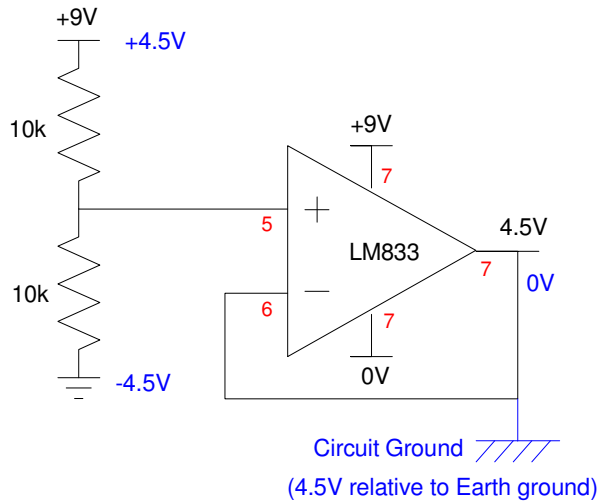 +9V
+4.5V
10k
+9V
7
5
+
LM833
4.5V
7
0V
10k
6
−
7
0V
-4.5V
Circuit Ground
(4.5V relative to Earth ground)